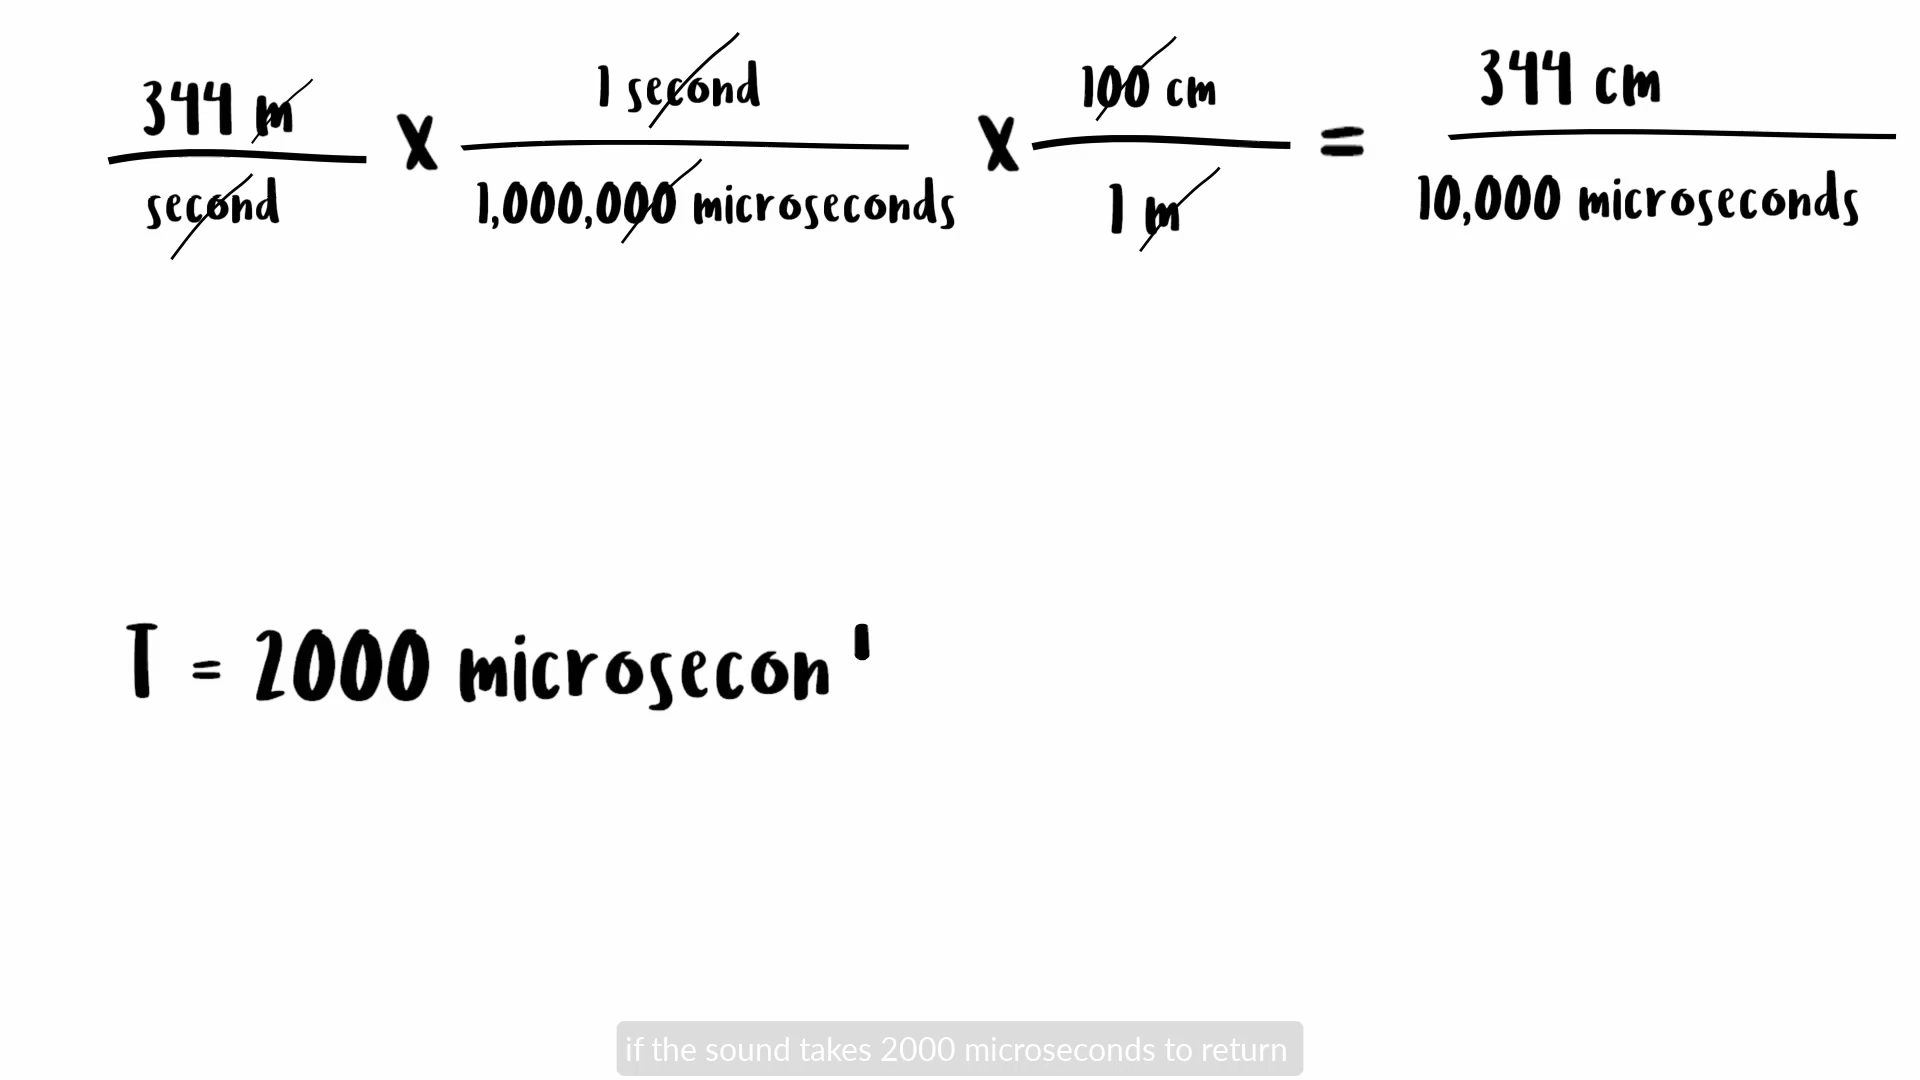 344 m x 1 second x 100 cm = 344 cm
second 1,000,000 microseconds 1 m 10,000 microseconds
T = 2000 microsecon
if the sound takes 2000 microseconds to return